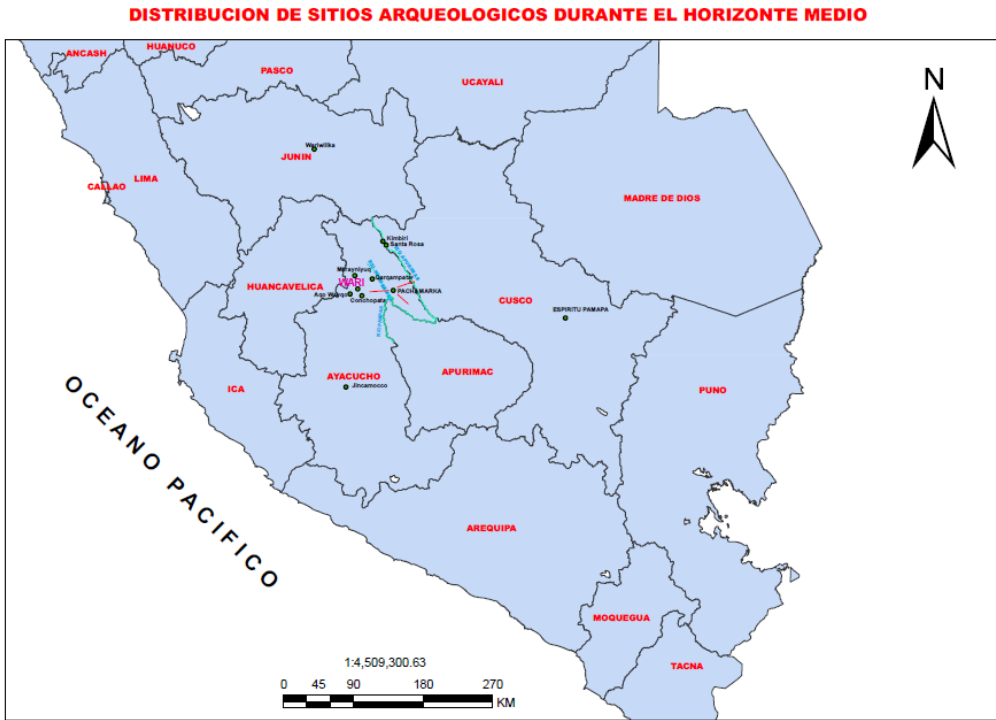 DISTRIBUCION DE SITIOS ARQUEOLOGICOS DURANTE EL HORIZONTE MEDIO
HUANUCO
ANCASH
PASCO
UCAYALI
N
Wariwillka
JUNIN
LIMA
CALLAO
MADRE DE DIOS
Kimbiri
Santa Rosa
WARI
HUANCAVELICA
Conchopata
CUSCO
ESPIRITU PAMAPA
APURIMAC
AYACUCHO
Jincamocco
ICA
PUNO
OCEANO PACIFICO
AREQUIPA
MOQUEGUA
TACNA
1:4,509,300.63
0 45 90 180 270
KM